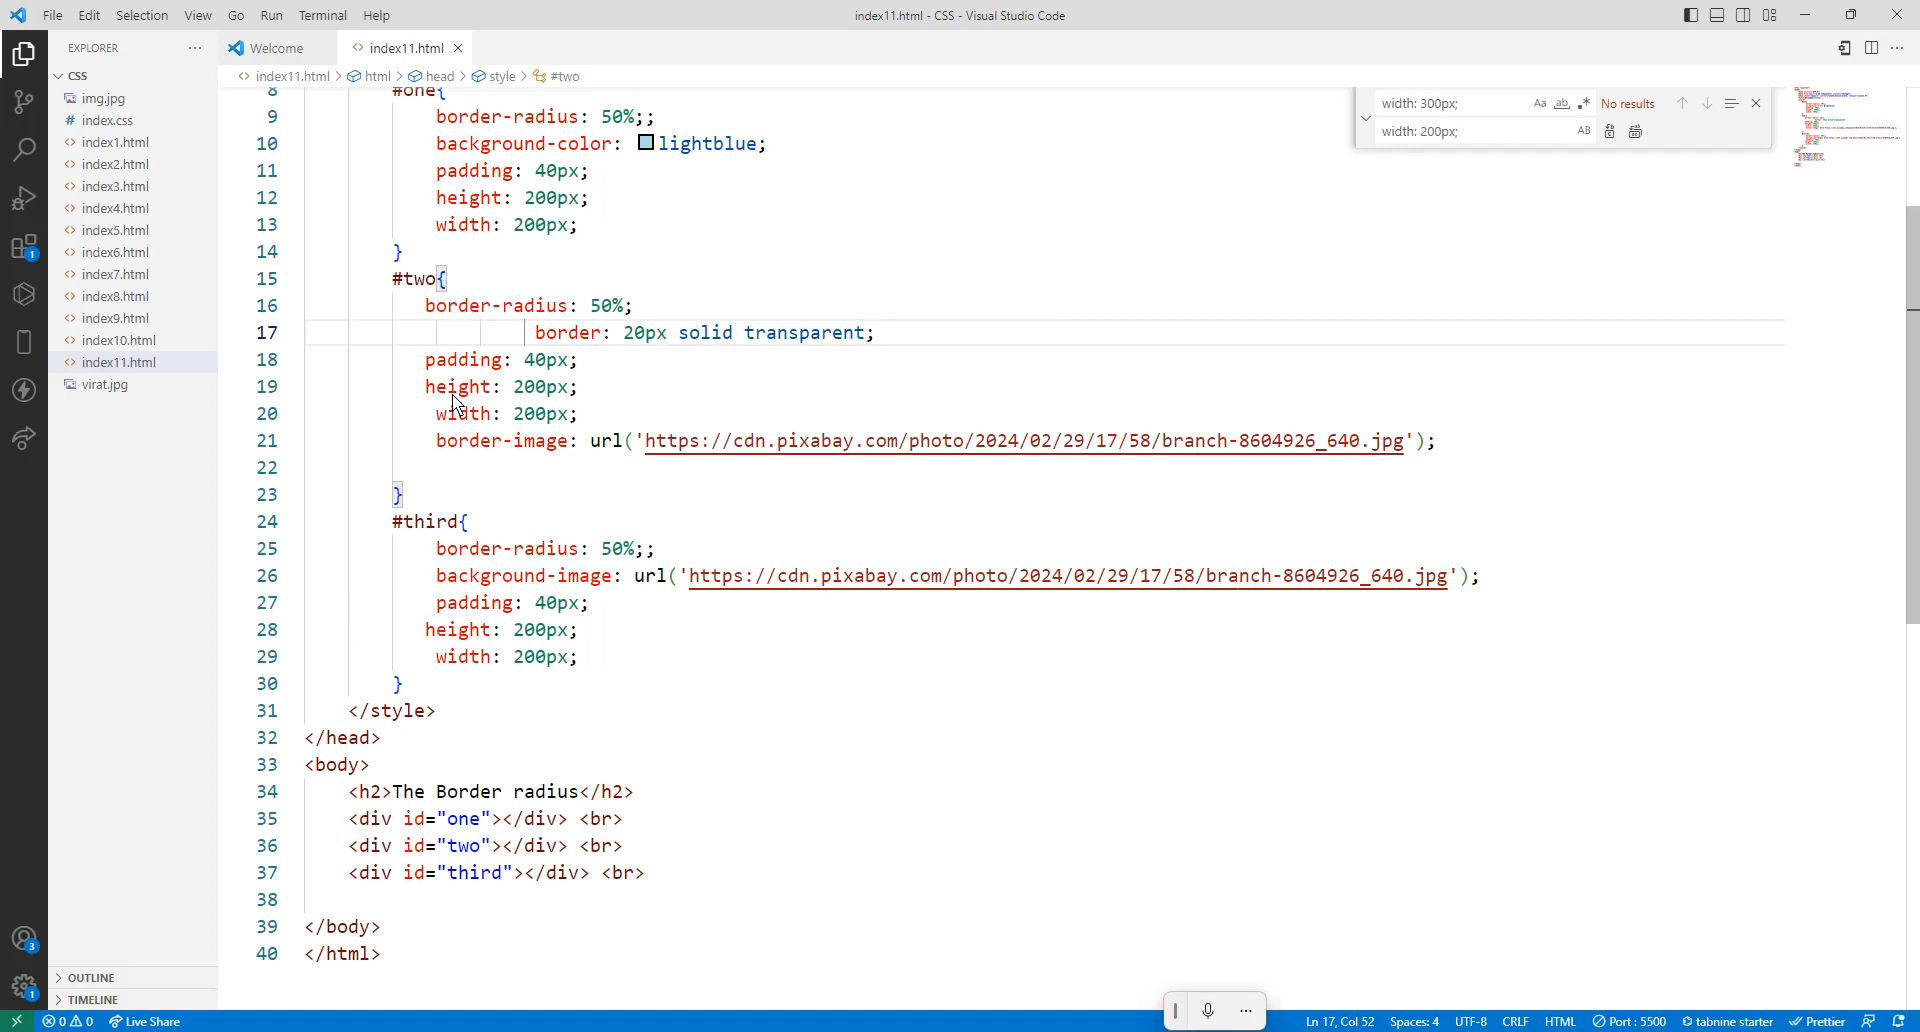 File Edit Selection View Go Run Terminal Help
index11.html - CSS - Visual Studio Code
EXPLORER
Welcome
index11.html
CSS
index11.html > html > head > style > #two
img.jpg
index.css
index1.html
index2.html
index3.html
index4.html
index5.html
index6.html
index7.html
index8.html
index9.html
index10.html
index11.html
virat.jpg
OUTLINE
TIMELINE
width: 300px;
Aa ab .* No results
width: 200px;
AB
8 #one{
9 border-radius: 50%;;
10 background-color: lightblue;
11 padding: 40px;
12 height: 200px;
13 width: 200px;
14 }
15 #two{
16 border-radius: 50%;
17 border: 20px solid transparent;
18 padding: 40px;
19 height: 200px;
20 width: 200px;
21 border-image: url('https://cdn.pixabay.com/photo/2024/02/29/17/58/branch-8604926_640.jpg');
22
23 }
24 #third{
25 border-radius: 50%;;
26 background-image: url('https://cdn.pixabay.com/photo/2024/02/29/17/58/branch-8604926_640.jpg');
27 padding: 40px;
28 height: 200px;
29 width: 200px;
30 }
31 </style>
32 </head>
33 <body>
34 <h2>The Border radius</h2>
35 <div id="one"></div> <br>
36 <div id="two"></div> <br>
37 <div id="third"></div> <br>
38
39 </body>
40 </html>
1
3
1
0 0 Live Share
Ln 17, Col 52 Spaces: 4 UTF-8 CRLF HTML Port : 5500 tabnine starter Prettier